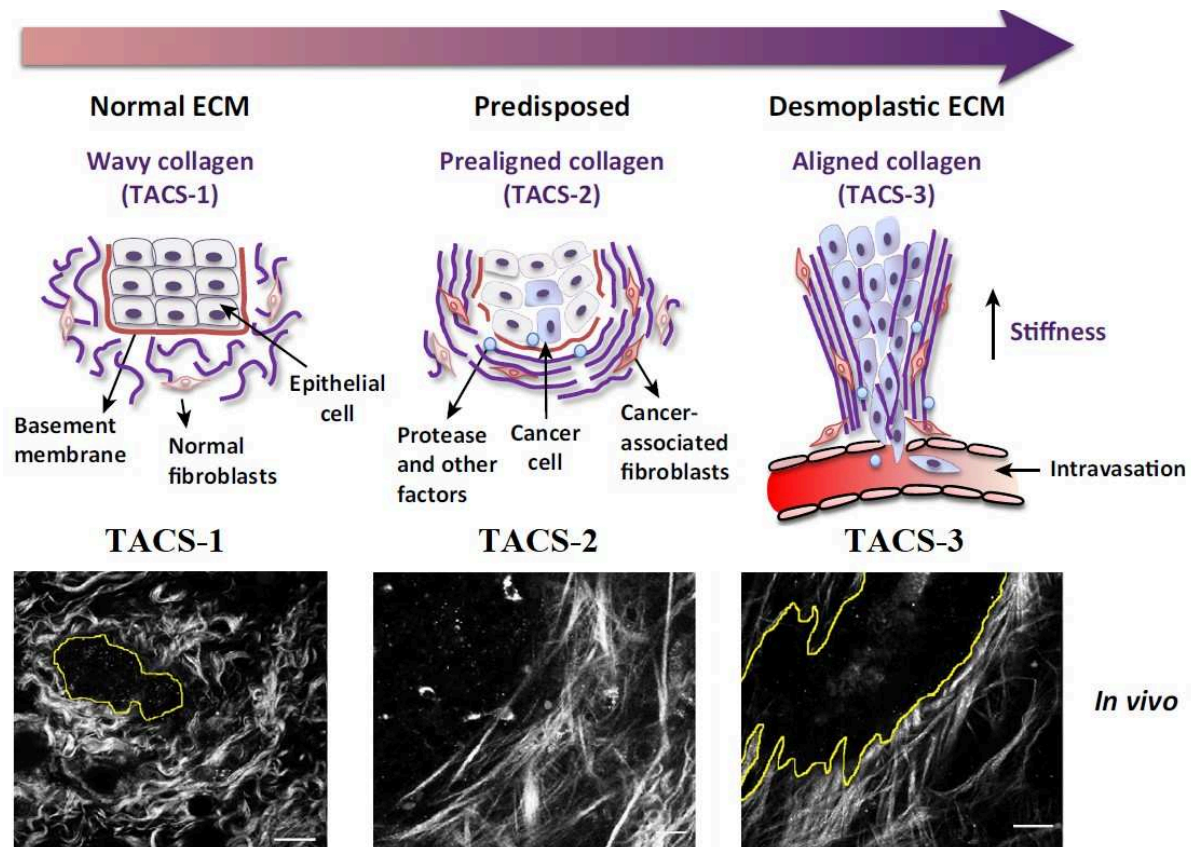 Normal ECM
Predisposed
Desmoplastic ECM
Wavy collagen
(TACS-1)
Prealigned collagen
(TACS-2)
Aligned collagen
(TACS-3)
Stiffness
Epithelial
cell
Basement
membrane
Normal
fibroblasts
Protease
and other
factors
Cancer
cell
Cancer-
associated
fibroblasts
Intravasation
TACS-1
TACS-2
TACS-3
In vivo